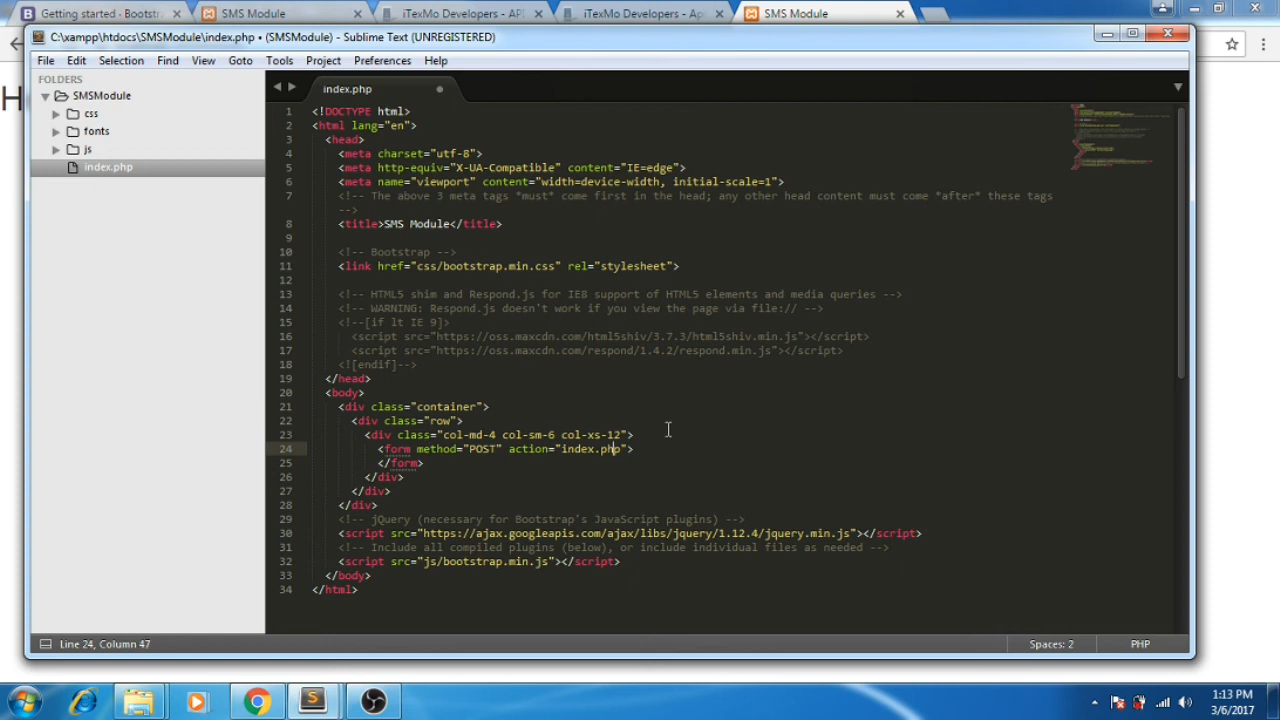 Getting started - Bootstra
SMS Module
iTexMo Developers - API
iTexMo Developers - Ap
SMS Module
C:\xampp\htdocs\SMSModule\index.php • (SMSModule) - Sublime Text (UNREGISTERED)
File Edit Selection Find View Goto Tools Project Preferences Help
FOLDERS
SMSModule
css
fonts
js
index.php
index.php
1 <!DOCTYPE html>
2 <html lang="en">
3 <head>
4 <meta charset="utf-8">
5 <meta http-equiv="X-UA-Compatible" content="IE=edge">
6 <meta name="viewport" content="width=device-width, initial-scale=1">
7 <!-- The above 3 meta tags *must* come first in the head; any other head content must come *after* these tags
-->
8 <title>SMS Module</title>
9
10 <!-- Bootstrap -->
11 <link href="css/bootstrap.min.css" rel="stylesheet">
12
13 <!-- HTML5 shim and Respond.js for IE8 support of HTML5 elements and media queries -->
14 <!-- WARNING: Respond.js doesn't work if you view the page via file:// -->
15 <!--[if lt IE 9]>
16 <script src="https://oss.maxcdn.com/html5shiv/3.7.3/html5shiv.min.js"></script>
17 <script src="https://oss.maxcdn.com/respond/1.4.2/respond.min.js"></script>
18 <![endif]-->
19 </head>
20 <body>
21 <div class="container">
22 <div class="row">
23 <div class="col-md-4 col-sm-6 col-xs-12">
24 <form method="POST" action="index.php">
25 </form>
26 </div>
27 </div>
28 </div>
29 <!-- jQuery (necessary for Bootstrap's JavaScript plugins) -->
30 <script src="https://ajax.googleapis.com/ajax/libs/jquery/1.12.4/jquery.min.js"></script>
31 <!-- Include all compiled plugins (below), or include individual files as needed -->
32 <script src="js/bootstrap.min.js"></script>
33 </body>
34 </html>
Line 24, Column 47
Spaces: 2
PHP
1:13 PM
3/6/2017